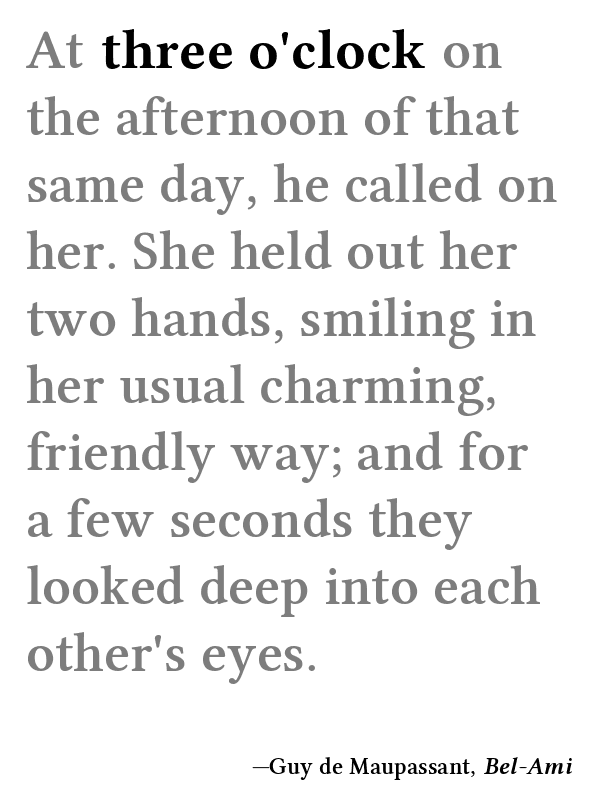 At three o'clock on
the afternoon of that
same day, he called on
her. She held out her
two hands, smiling in
her usual charming,
friendly way; and for
a few seconds they
looked deep into each
other's eyes.
—Guy de Maupassant, Bel-Ami